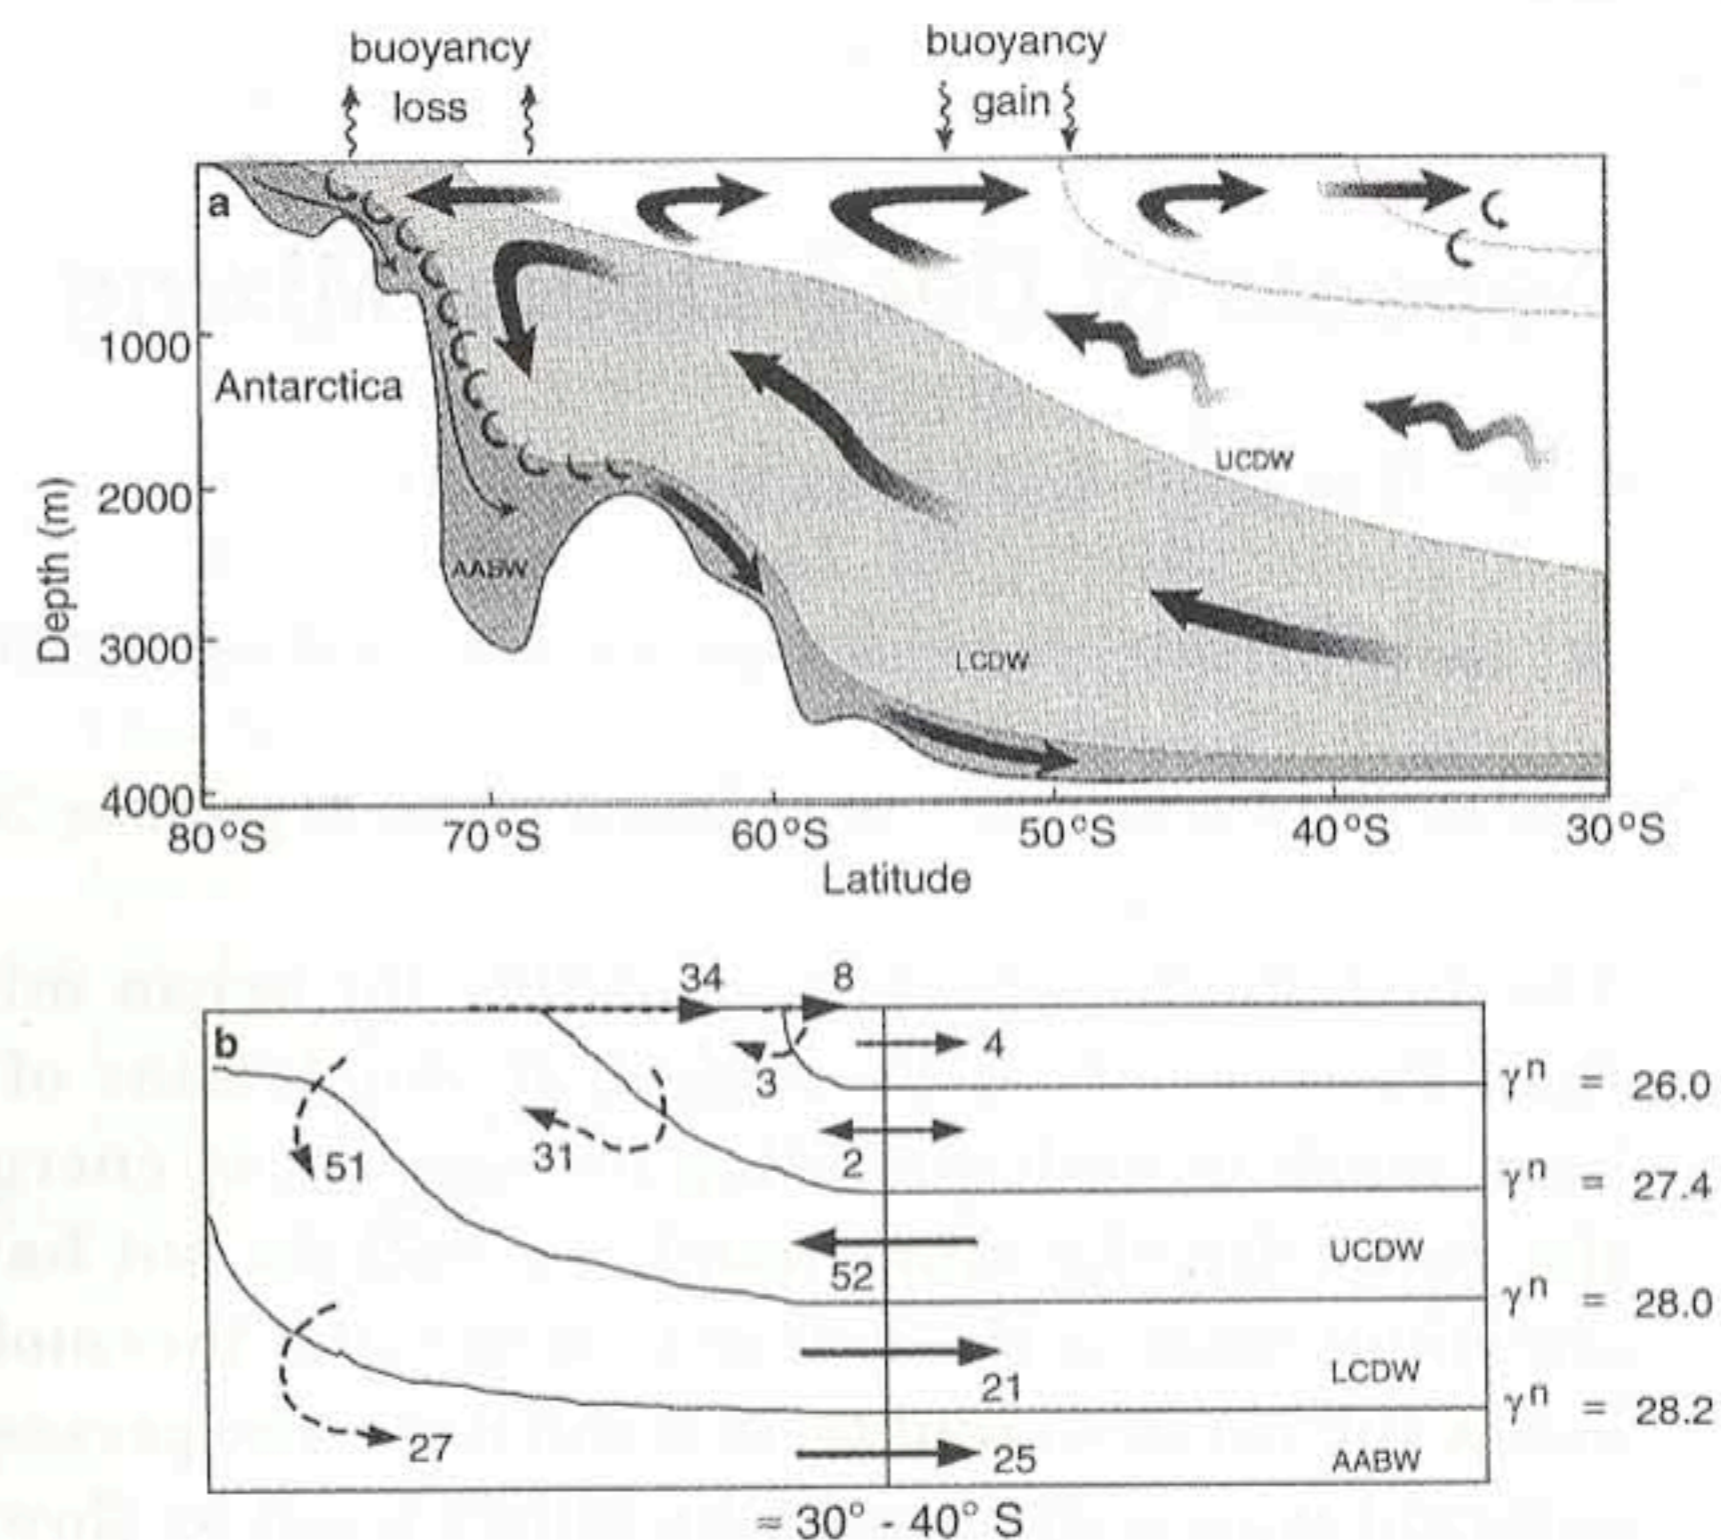 buoyancy
loss
buoyancy
gain
a
1000
Antarctica
UCDW
2000
Depth (m)
AABW
3000
LCDW
4000
80°S 70°S 60°S 50°S 40°S 30°S
Latitude
34 8
b
4
3
γⁿ = 26.0
51
31
2
γⁿ = 27.4
UCDW
52
γⁿ = 28.0
LCDW
21
γⁿ = 28.2
27
25
AABW
≈ 30° - 40° S